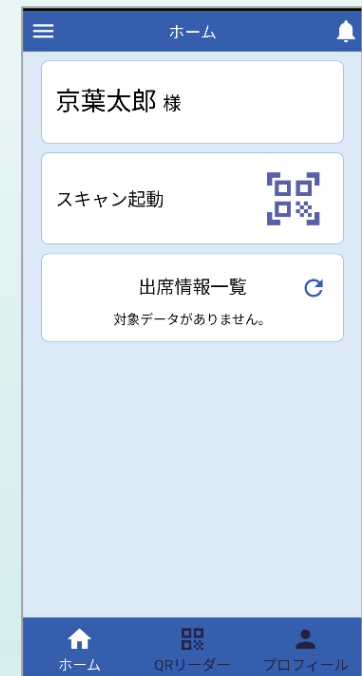 ホーム
京葉太郎 様
スキャン起動
出席情報一覧
対象データがありません。
ホーム
QRリーダー
プロフィール